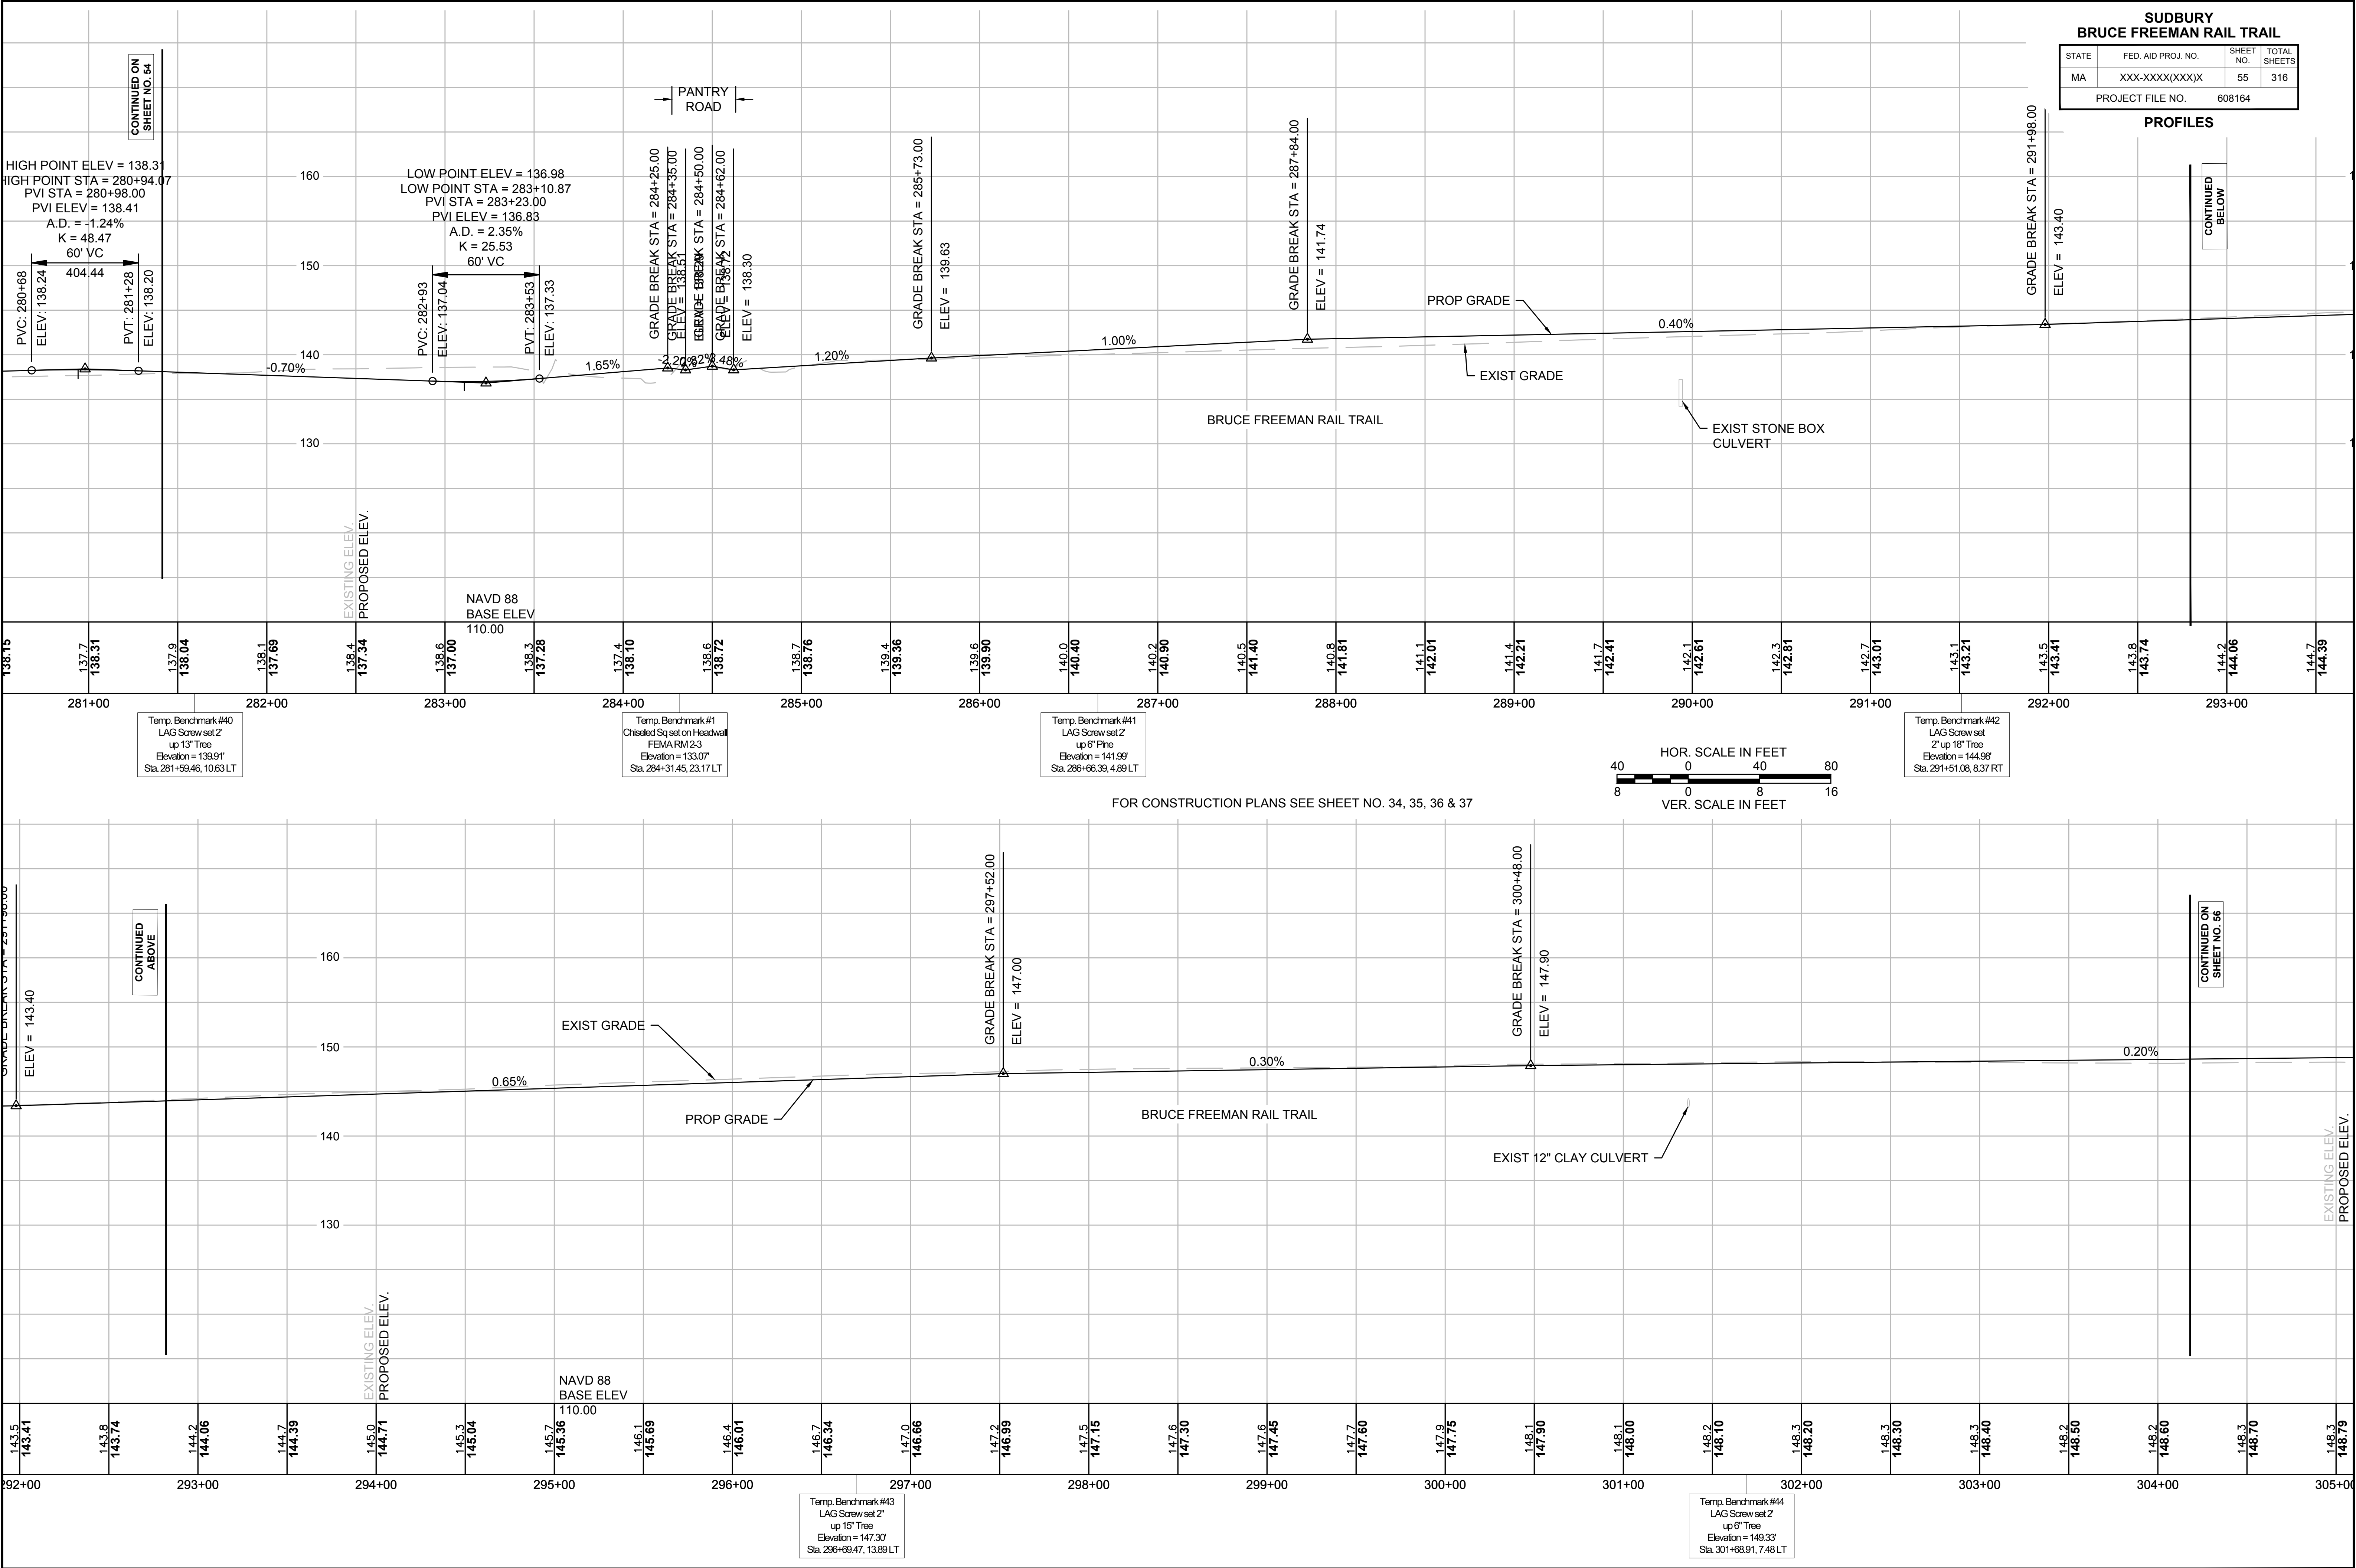 SUDBURY
BRUCE FREEMAN RAIL TRAIL
STATE FED. AID PROJ. NO. SHEET NO. TOTAL SHEETS
MA XXX-XXXX(XXX)X 55 316
PROJECT FILE NO. 608164
PROFILES
CONTINUED ON
SHEET NO. 54
HIGH POINT ELEV = 138.31
HIGH POINT STA = 280+94.07
PVI STA = 280+98.00
PVI ELEV = 138.41
A.D. = -1.24%
K = 48.47
60' VC
404.44
PVC: 280+68
ELEV: 138.24
PVT: 281+28
ELEV: 138.20
LOW POINT ELEV = 136.98
LOW POINT STA = 283+10.87
PVI STA = 283+23.00
PVI ELEV = 136.83
A.D. = 2.35%
K = 25.53
60' VC
PVC: 282+93
ELEV: 137.04
PVT: 283+53
ELEV: 137.33
PANTRY
ROAD
GRADE BREAK STA = 284+25.00
ELEV = 138.51
GRADE BREAK STA = 284+35.00
GRADE BREAK STA = 284+50.00
ELEV = 138.72
GRADE BREAK STA = 284+62.00
ELEV = 138.30
GRADE BREAK STA = 285+73.00
ELEV = 139.63
GRADE BREAK STA = 287+84.00
ELEV = 141.74
GRADE BREAK STA = 291+98.00
ELEV = 143.40
CONTINUED
BELOW
160
150
140
130
-0.70%
1.65%
1.20%
1.00%
0.40%
PROP GRADE
EXIST GRADE
BRUCE FREEMAN RAIL TRAIL
EXIST STONE BOX
CULVERT
EXISTING ELEV.
PROPOSED ELEV.
NAVD 88
BASE ELEV
110.00
138.15
137.7 138.31
137.9 138.04
138.1 137.69
138.4 137.34
138.6 137.00
138.3 137.28
137.4 138.10
138.6 138.72
138.7 138.76
139.4 139.36
139.6 139.90
140.0 140.40
140.2 140.90
140.5 141.40
140.8 141.81
141.1 142.01
141.4 142.21
141.7 142.41
142.1 142.61
142.3 142.81
142.7 143.01
143.1 143.21
143.5 143.41
143.8 143.74
144.2 144.06
144.7 144.39
281+00 282+00 283+00 284+00 285+00 286+00 287+00 288+00 289+00 290+00 291+00 292+00 293+00
Temp. Benchmark #40
LAG Screw set 2'
up 13" Tree
Elevation = 139.91'
Sta. 281+59.46, 10.63 LT
Temp. Benchmark #1
Chiseled Sq set on Headwall
FEMA RM 2-3
Elevation = 133.07'
Sta. 284+31.45, 23.17 LT
Temp. Benchmark #41
LAG Screw set 2'
up 6" Pine
Elevation = 141.99'
Sta. 286+66.39, 4.89 LT
Temp. Benchmark #42
LAG Screw set
2" up 18" Tree
Elevation = 144.98'
Sta. 291+51.08, 8.37 RT
HOR. SCALE IN FEET
40 0 40 80
8 0 8 16
VER. SCALE IN FEET
FOR CONSTRUCTION PLANS SEE SHEET NO. 34, 35, 36 & 37
ELEV = 143.40
CONTINUED
ABOVE
160
150
140
130
EXIST GRADE
0.65%
PROP GRADE
GRADE BREAK STA = 297+52.00
ELEV = 147.00
0.30%
BRUCE FREEMAN RAIL TRAIL
GRADE BREAK STA = 300+48.00
ELEV = 147.90
EXIST 12" CLAY CULVERT
0.20%
CONTINUED ON
SHEET NO. 56
EXISTING ELEV.
PROPOSED ELEV.
EXISTING ELEV.
PROPOSED ELEV.
NAVD 88
BASE ELEV
110.00
143.5 143.41
143.8 143.74
144.2 144.06
144.7 144.39
145.0 144.71
145.3 145.04
145.7 145.36
146.1 145.69
146.4 146.01
146.7 146.34
147.0 146.66
147.2 146.99
147.5 147.15
147.6 147.30
147.6 147.45
147.7 147.60
147.9 147.75
148.1 147.90
148.1 148.00
148.2 148.10
148.3 148.20
148.3 148.30
148.3 148.40
148.2 148.50
148.2 148.60
148.3 148.70
148.3 148.79
292+00 293+00 294+00 295+00 296+00 297+00 298+00 299+00 300+00 301+00 302+00 303+00 304+00 305+00
Temp. Benchmark #43
LAG Screw set 2"
up 15" Tree
Elevation = 147.30'
Sta. 296+69.47, 13.89 LT
Temp. Benchmark #44
LAG Screw set 2'
up 6" Tree
Elevation = 149.33'
Sta. 301+68.91, 7.48 LT